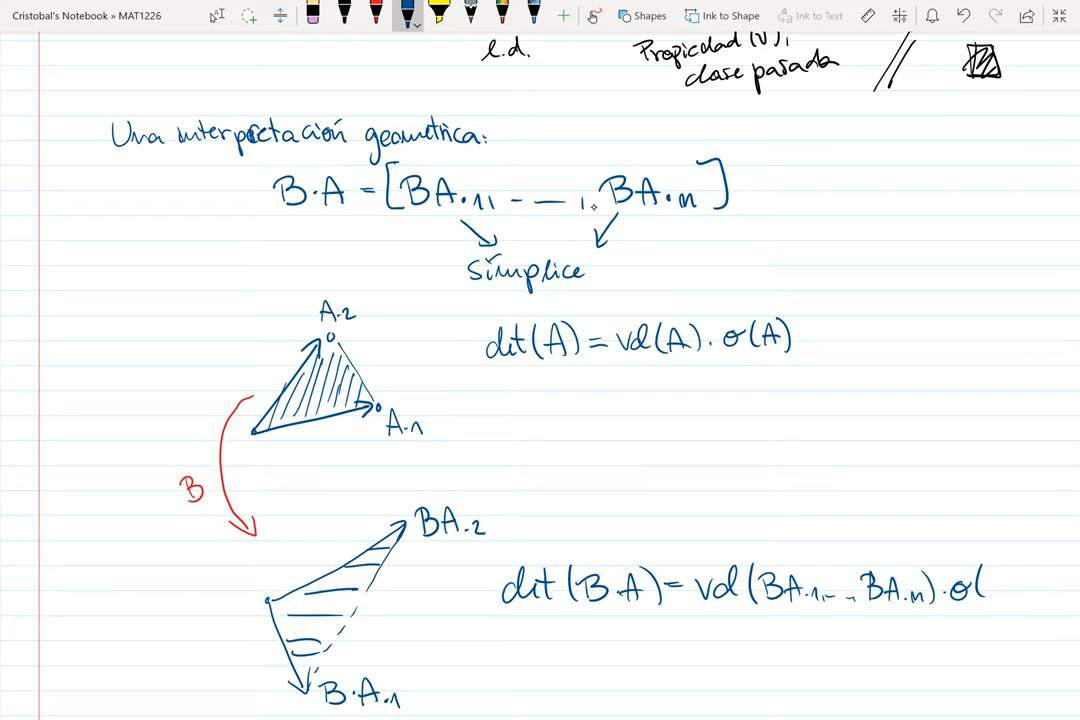 Cristobal's Notebook » MAT1226
Shapes
Ink to Shape
Ink to Text
l.d.
Propiedad (V),
clase pasada
Una interpretación geométrica:
B·A = [BA·1, - — , BA·n]
símplice
A·2
det(A) = vol(A) · σ(A)
A·1
B
BA·2
det(B·A) = vol(BA·1, - - , BA·n) · σ(
B·A·1